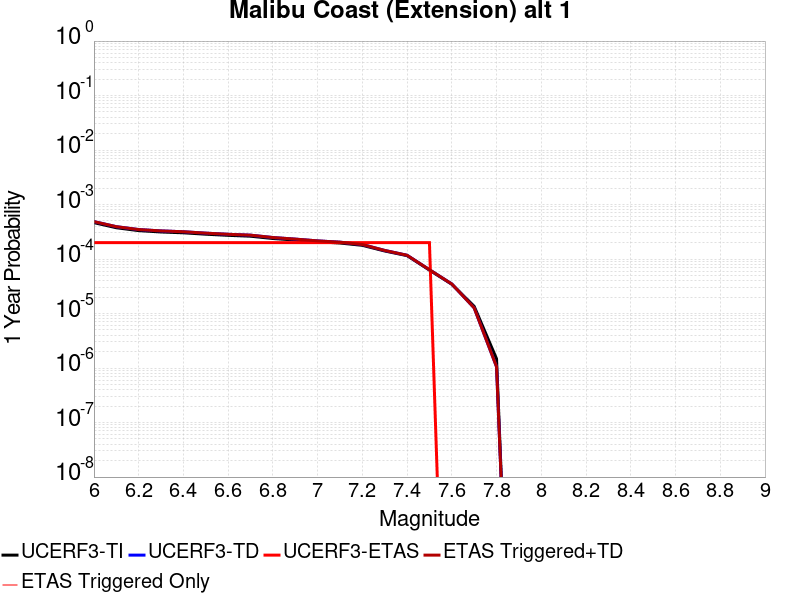 Malibu Coast (Extension) alt 1
10^0
10^-1
10^-2
10^-3
10^-4
10^-5
10^-6
10^-7
10^-8
1 Year Probability
6 6.2 6.4 6.6 6.8 7 7.2 7.4 7.6 7.8 8 8.2 8.4 8.6 8.8 9
Magnitude
UCERF3-TI UCERF3-TD UCERF3-ETAS ETAS Triggered+TD
ETAS Triggered Only